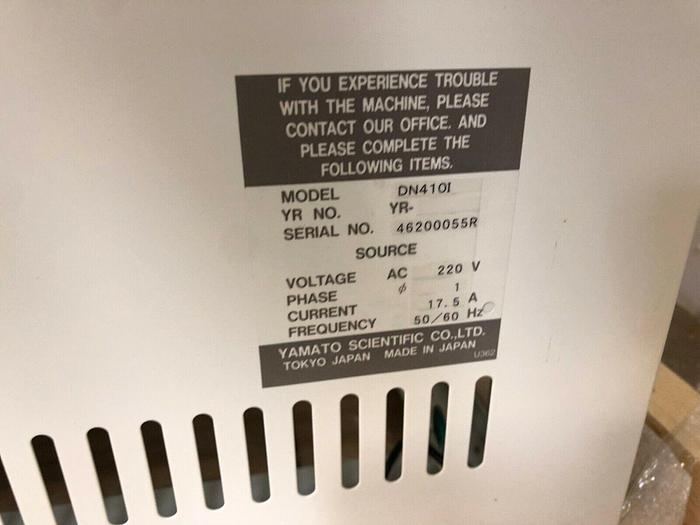 IF YOU EXPERIENCE TROUBLE
WITH THE MACHINE, PLEASE
CONTACT OUR OFFICE. AND
PLEASE COMPLETE THE
FOLLOWING ITEMS.
MODEL DN410I
YR NO. YR-
SERIAL NO. 46200055R
SOURCE
VOLTAGE AC 220 V
PHASE ϕ 1
CURRENT 17.5 A
FREQUENCY 50/60 Hz
YAMATO SCIENTIFIC CO.,LTD.
TOKYO JAPAN MADE IN JAPAN U362